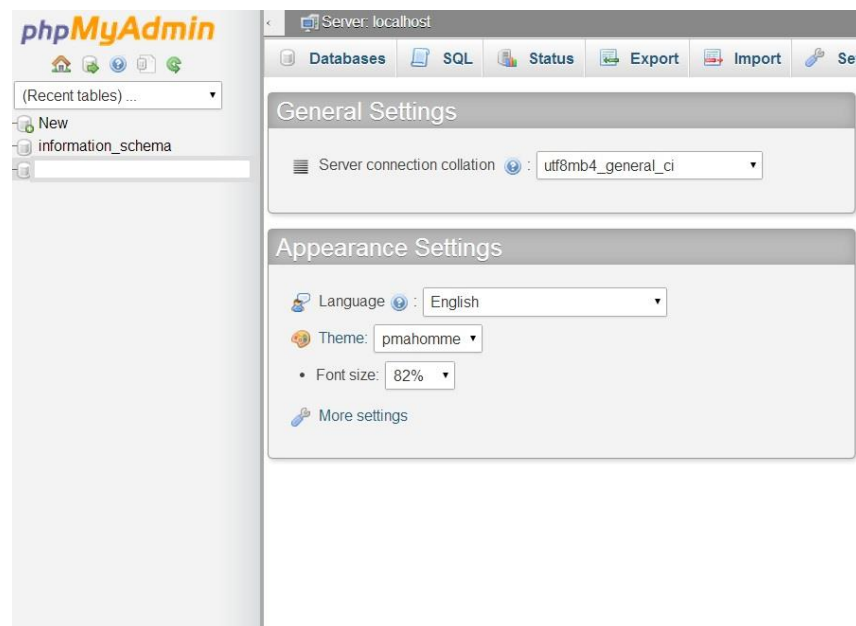 phpMyAdmin
(Recent tables) ...
New
information_schema
Server: localhost
Databases SQL Status Export Import Se
General Settings
Server connection collation : utf8mb4_general_ci
Appearance Settings
Language : English
Theme: pmahomme
• Font size: 82%
More settings